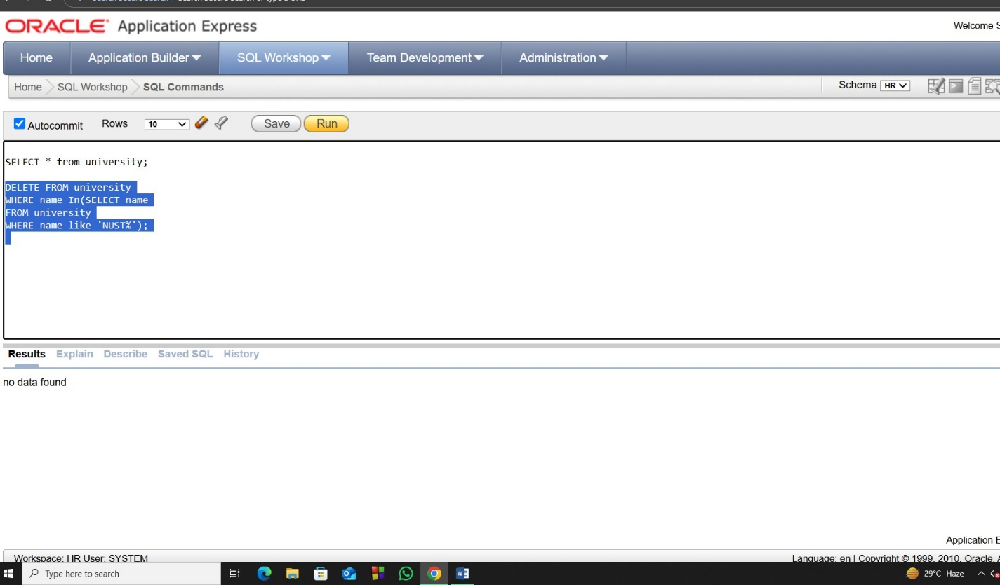 ORACLE Application Express
Welcome S
Home Application Builder SQL Workshop Team Development Administration
Home SQL Workshop SQL Commands Schema HR
Autocommit Rows 10 Save Run
SELECT * from university;
DELETE FROM university
WHERE name In(SELECT name
FROM university
WHERE name like 'NUST%');
Results Explain Describe Saved SQL History
no data found
Application E
Workspace: HR User: SYSTEM
Language: en | Copyright © 1999, 2010, Oracle.
Type here to search 29°C Haze